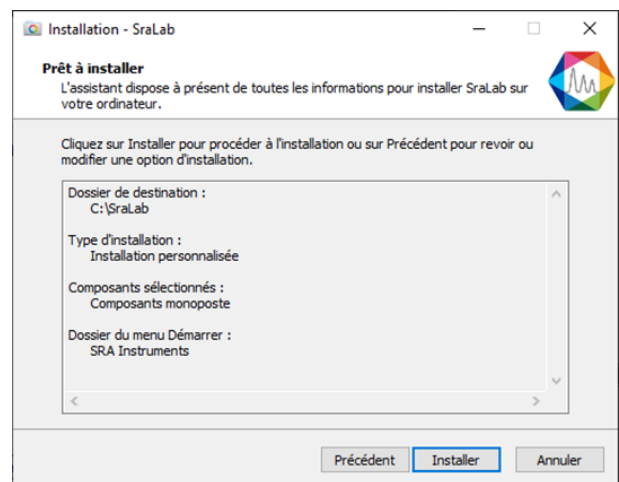 Installation - SraLab
Prêt à installer
L'assistant dispose à présent de toutes les informations pour installer SraLab sur
votre ordinateur.
Cliquez sur Installer pour procéder à l'installation ou sur Précédent pour revoir ou
modifier une option d'installation.
Dossier de destination :
C:\SraLab
Type d'installation :
Installation personnalisée
Composants sélectionnés :
Composants monoposte
Dossier du menu Démarrer :
SRA Instruments
Précédent Installer Annuler